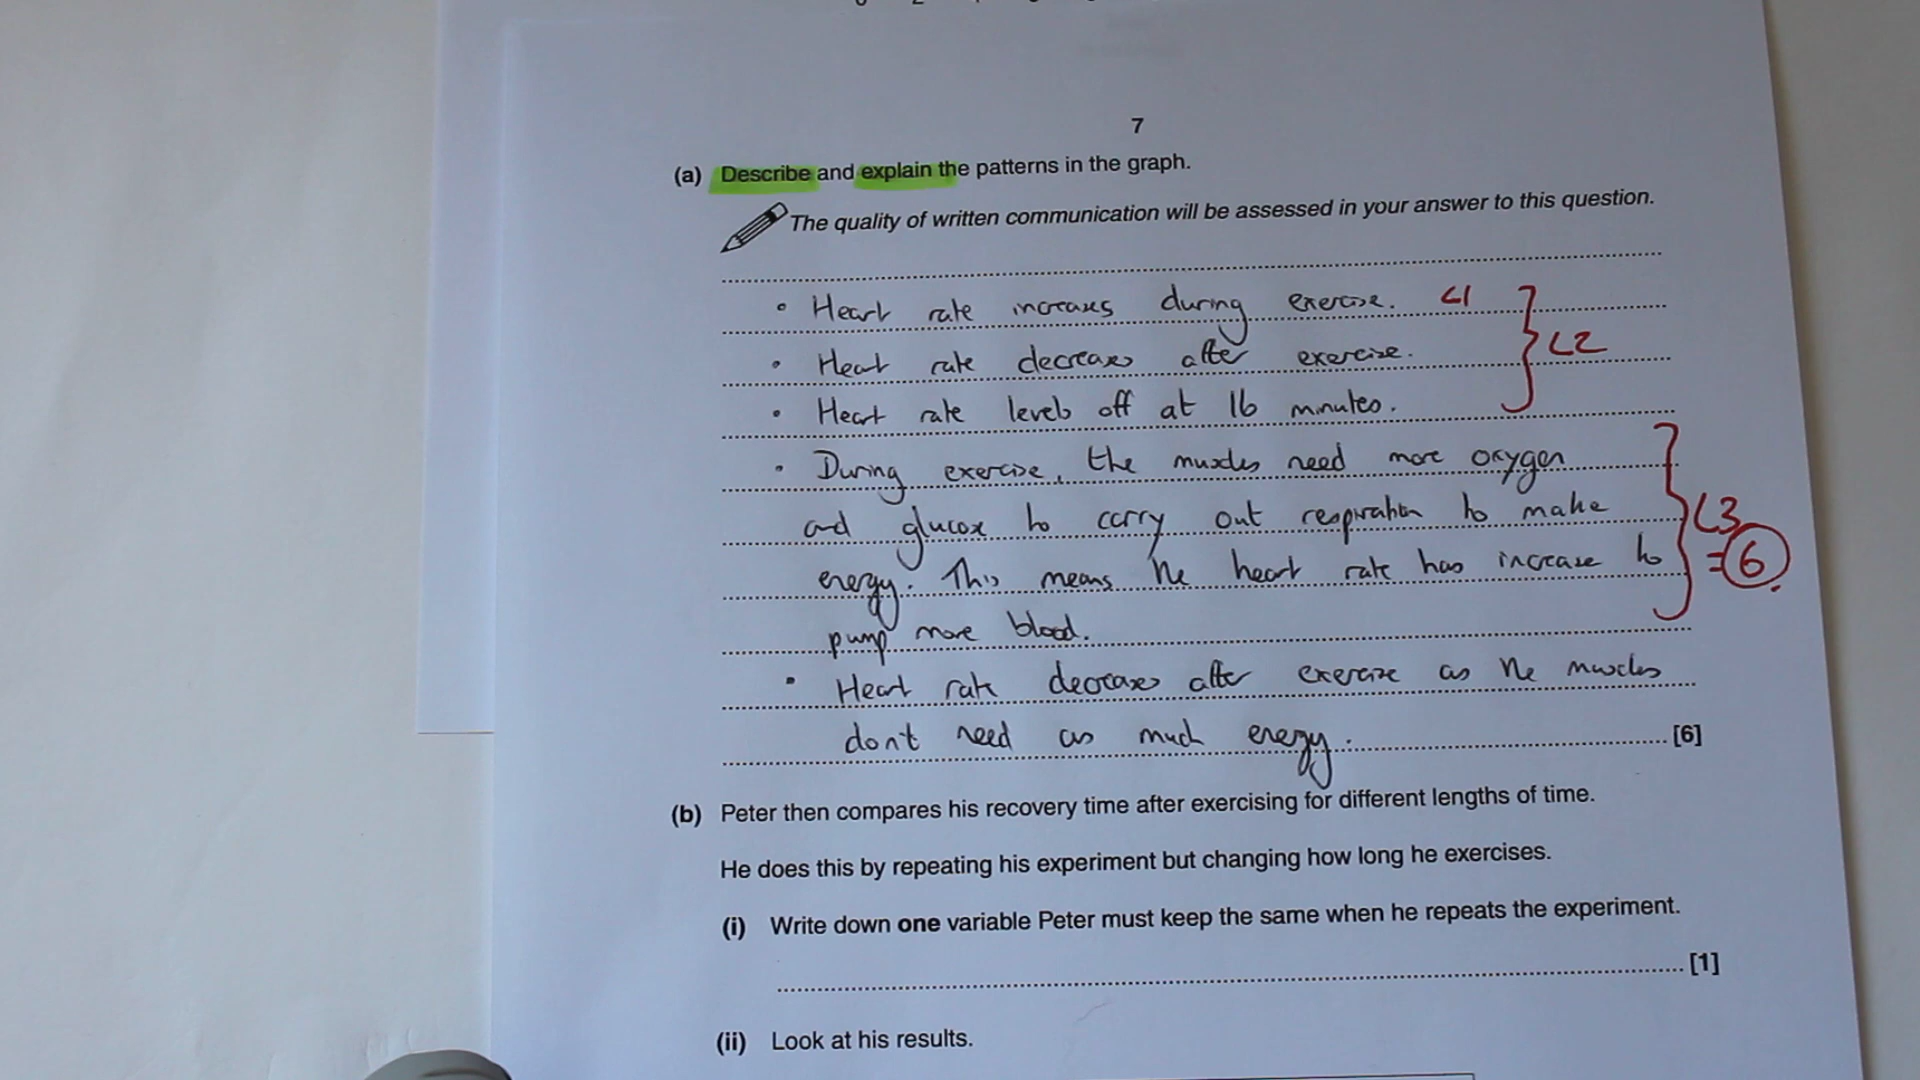 7
(a) Describe and explain the patterns in the graph.
The quality of written communication will be assessed in your answer to this question.
• Heart rate increases during exercise. L1
• Heart rate decreases after exercise. L2
• Heart rate levels off at 16 minutes.
• During exercise, the muscles need more oxygen
and glucose to carry out respiration to make L3
energy. This means the heart rate has increase to =6.
pump more blood.
• Heart rate decreases after exercise as the muscles
don't need as much energy. [6]
(b) Peter then compares his recovery time after exercising for different lengths of time.
He does this by repeating his experiment but changing how long he exercises.
(i) Write down one variable Peter must keep the same when he repeats the experiment.
[1]
(ii) Look at his results.